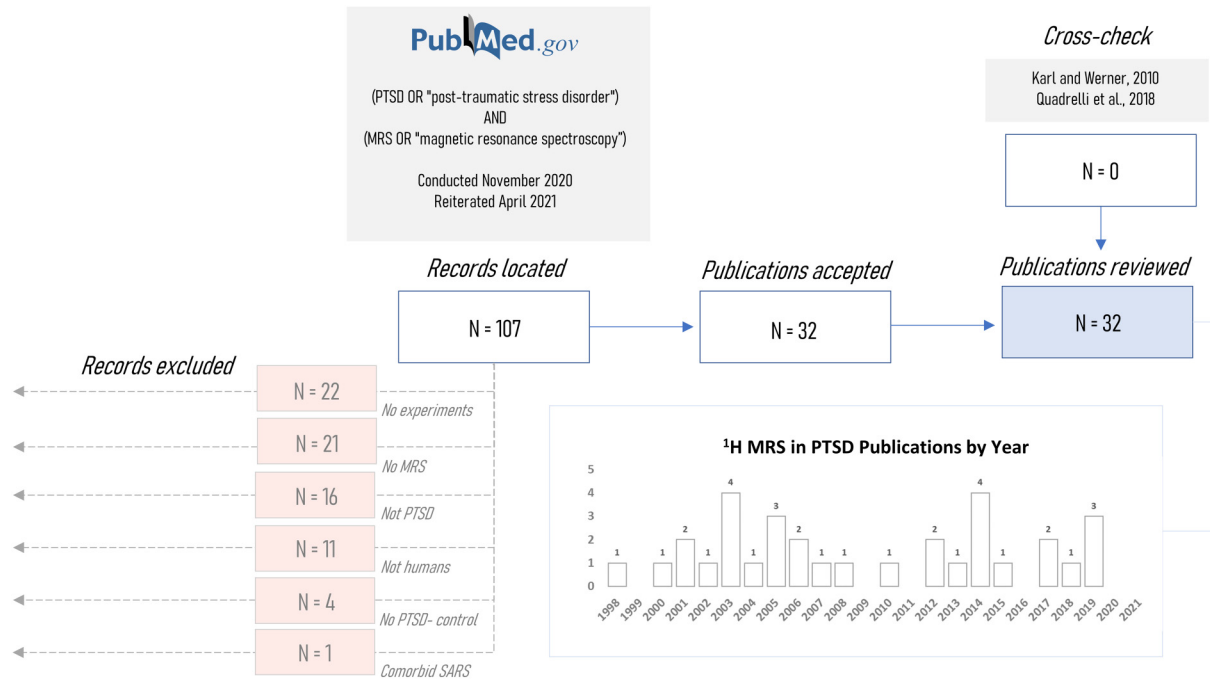 PubMed.gov
(PTSD OR "post-traumatic stress disorder")
AND
(MRS OR "magnetic resonance spectroscopy")
Conducted November 2020
Reiterated April 2021
Cross-check
Karl and Werner, 2010
Quadrelli et al., 2018
N = 0
Records located
N = 107
Publications accepted
N = 32
Publications reviewed
N = 32
Records excluded
N = 22
No experiments
N = 21
No MRS
N = 16
Not PTSD
N = 11
Not humans
N = 4
No PTSD- control
N = 1
Comorbid SARS
¹H MRS in PTSD Publications by Year
5
4
3
2
1
0
1 1 2 1 4 1 3 2 1 1 1 2 1 4 1 2 1 3
1998 1999 2000 2001 2002 2003 2004 2005 2006 2007 2008 2009 2010 2011 2012 2013 2014 2015 2016 2017 2018 2019 2020 2021